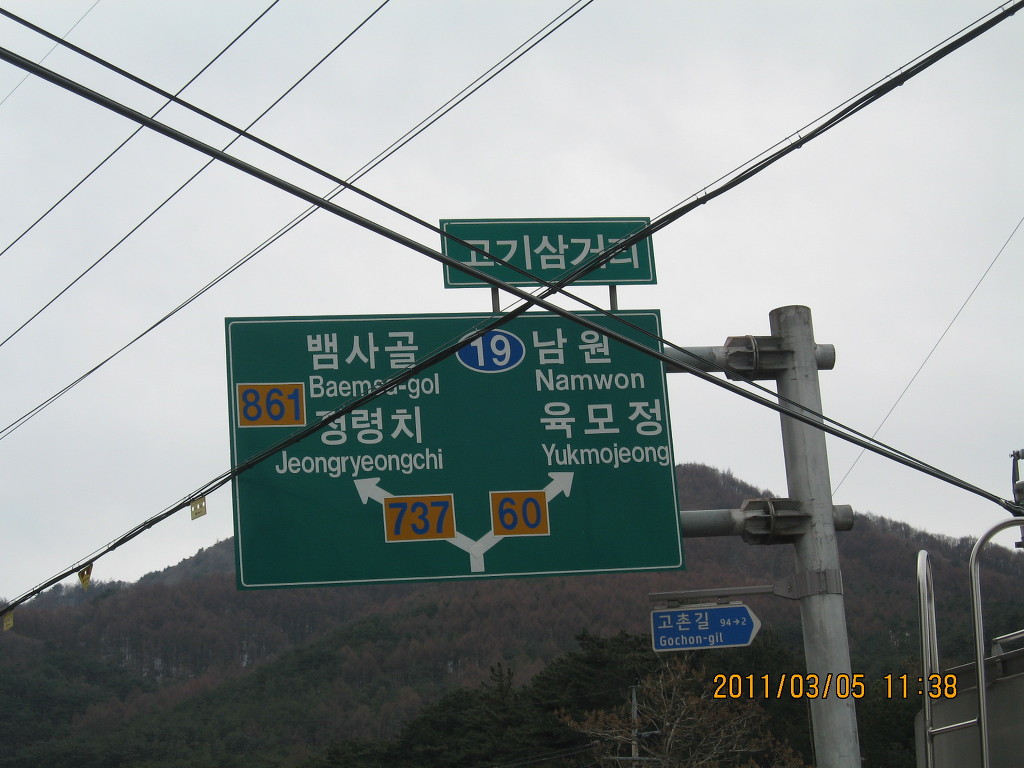 고기삼거리
뱀사골
Baemsa-gol
861
정령치
Jeongryeongchi
737
19 남원
Namwon
육모정
Yukmojeong
60
고촌길 94→2
Gochon-gil
2011/03/05 11:38